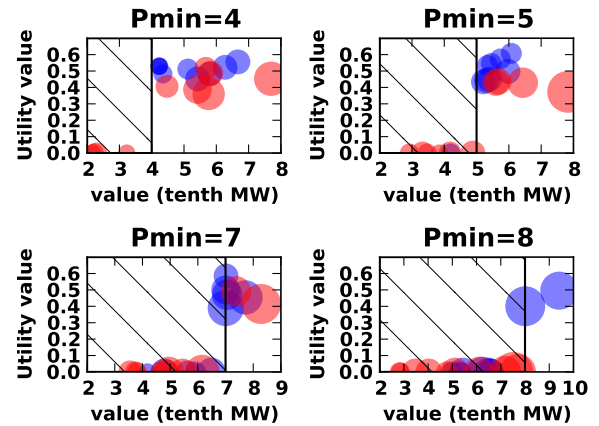 Pmin=4
Utility value
0.6
0.5
0.4
0.3
0.2
0.1
0.0
2 3 4 5 6 7 8
value (tenth MW)
Pmin=5
Utility value
0.6
0.5
0.4
0.3
0.2
0.1
0.0
2 3 4 5 6 7 8
value (tenth MW)
Pmin=7
Utility value
0.6
0.5
0.4
0.3
0.2
0.1
0.0
2 3 4 5 6 7 8 9
value (tenth MW)
Pmin=8
Utility value
0.6
0.5
0.4
0.3
0.2
0.1
0.0
2 3 4 5 6 7 8 9 10
value (tenth MW)